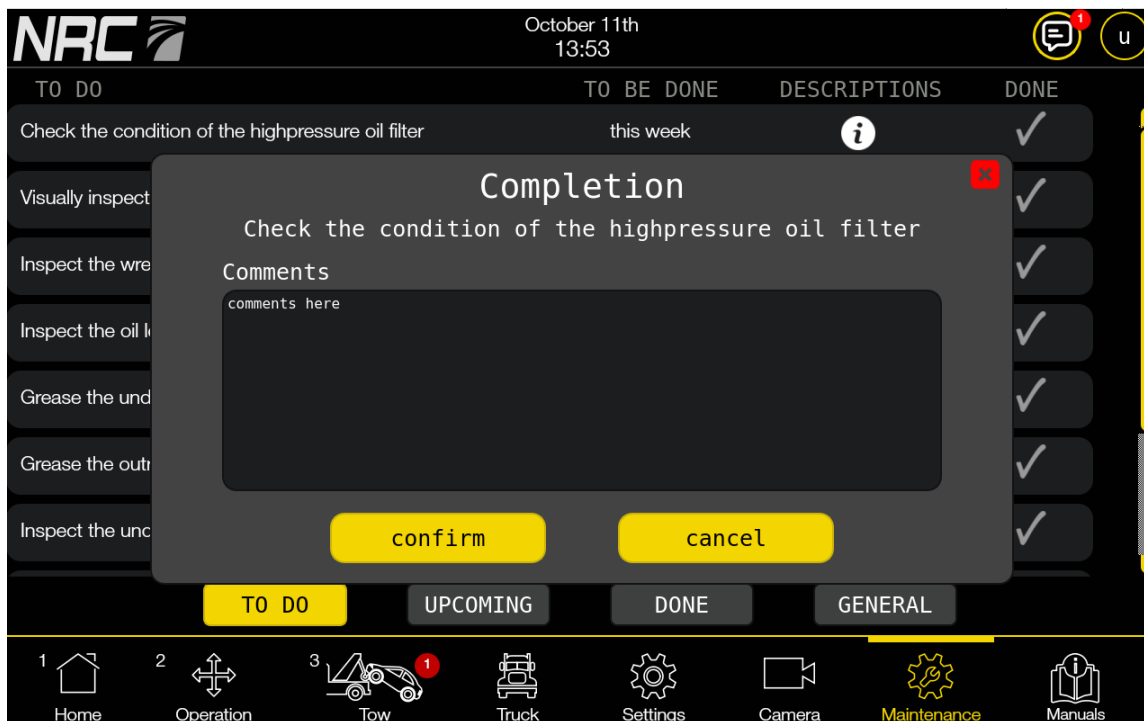 NRC
October 11th
13:53
1
u
TO DO TO BE DONE DESCRIPTIONS DONE
Check the condition of the highpressure oil filter this week i
Visually inspect
Completion
Check the condition of the highpressure oil filter
Inspect the wre
Comments
comments here
Inspect the oil l
Grease the und
Grease the outr
Inspect the und
confirm cancel
TO DO UPCOMING DONE GENERAL
1 2 3 1
Home Operation Tow Truck Settings Camera Maintenance Manuals